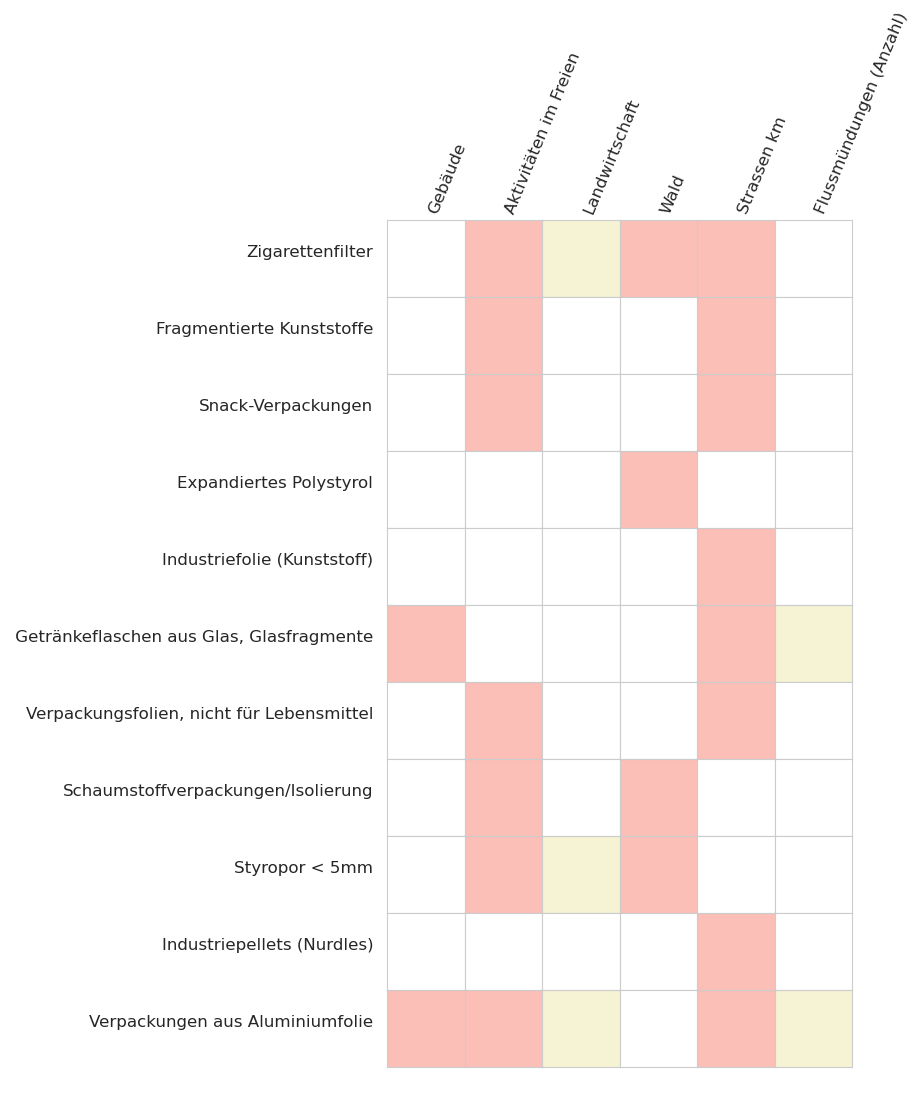 Gebäude
Aktivitäten im Freien
Landwirtschaft
Wald
Strassen km
Flussmündungen (Anzahl)
Zigarettenfilter
Fragmentierte Kunststoffe
Snack-Verpackungen
Expandiertes Polystyrol
Industriefolie (Kunststoff)
Getränkeflaschen aus Glas, Glasfragmente
Verpackungsfolien, nicht für Lebensmittel
Schaumstoffverpackungen/Isolierung
Styropor < 5mm
Industriepellets (Nurdles)
Verpackungen aus Aluminiumfolie